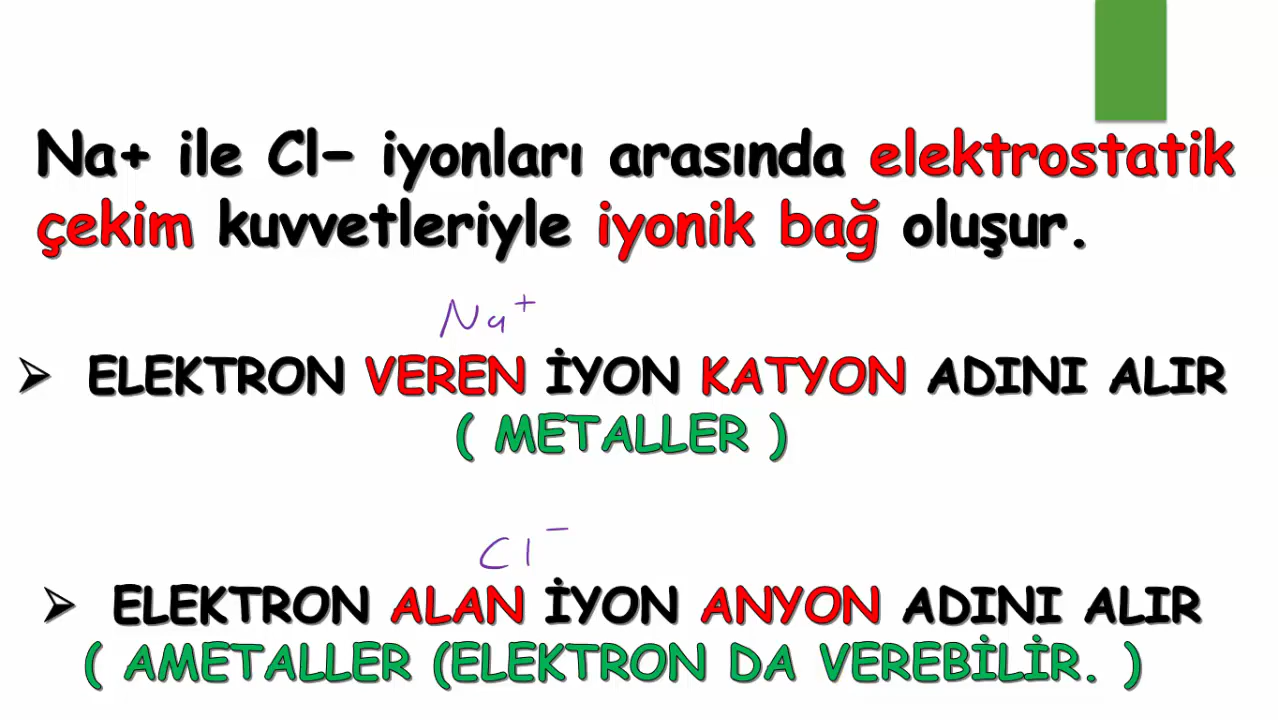 Na+ ile Cl− iyonları arasında elektrostatik
çekim kuvvetleriyle iyonik bağ oluşur.
Na⁺
➢ ELEKTRON VEREN İYON KATYON ADINI ALIR
( METALLER )
Cl⁻
➢ ELEKTRON ALAN İYON ANYON ADINI ALIR
( AMETALLER (ELEKTRON DA VEREBİLİR. )